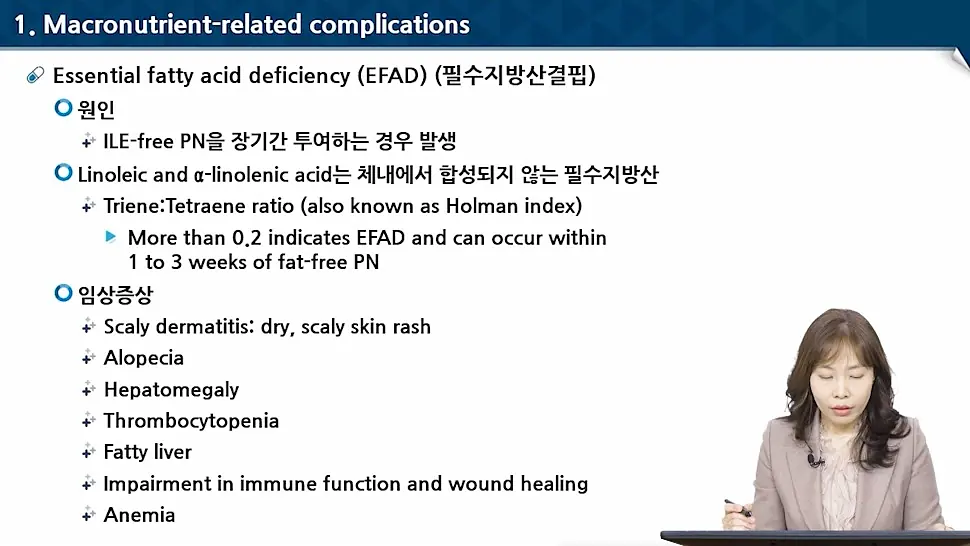 1. Macronutrient-related complications
Essential fatty acid deficiency (EFAD) (필수지방산결핍)
원인
ILE-free PN을 장기간 투여하는 경우 발생
Linoleic and α-linolenic acid는 체내에서 합성되지 않는 필수지방산
Triene:Tetraene ratio (also known as Holman index)
More than 0.2 indicates EFAD and can occur within
1 to 3 weeks of fat-free PN
임상증상
Scaly dermatitis: dry, scaly skin rash
Alopecia
Hepatomegaly
Thrombocytopenia
Fatty liver
Impairment in immune function and wound healing
Anemia